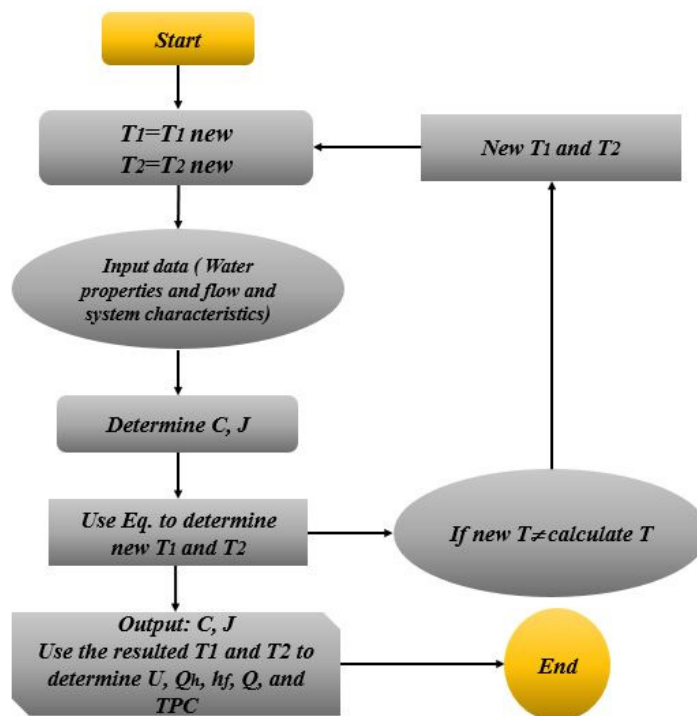 Start
T1=T1 new
T2=T2 new
New T1 and T2
Input data ( Water
properties and flow and
system characteristics)
Determine C, J
Use Eq. to determine
new T1 and T2
If new T≠calculate T
Output: C, J
Use the resulted T1 and T2 to
determine U, Qh, hf, Q, and
TPC
End